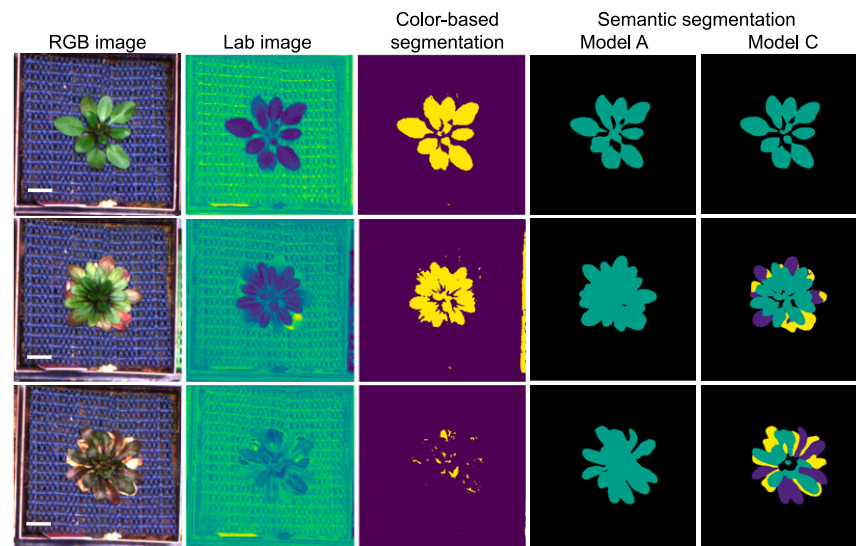 Color-based
Semantic segmentation
RGB image
Lab image
segmentation
Model A
Model C